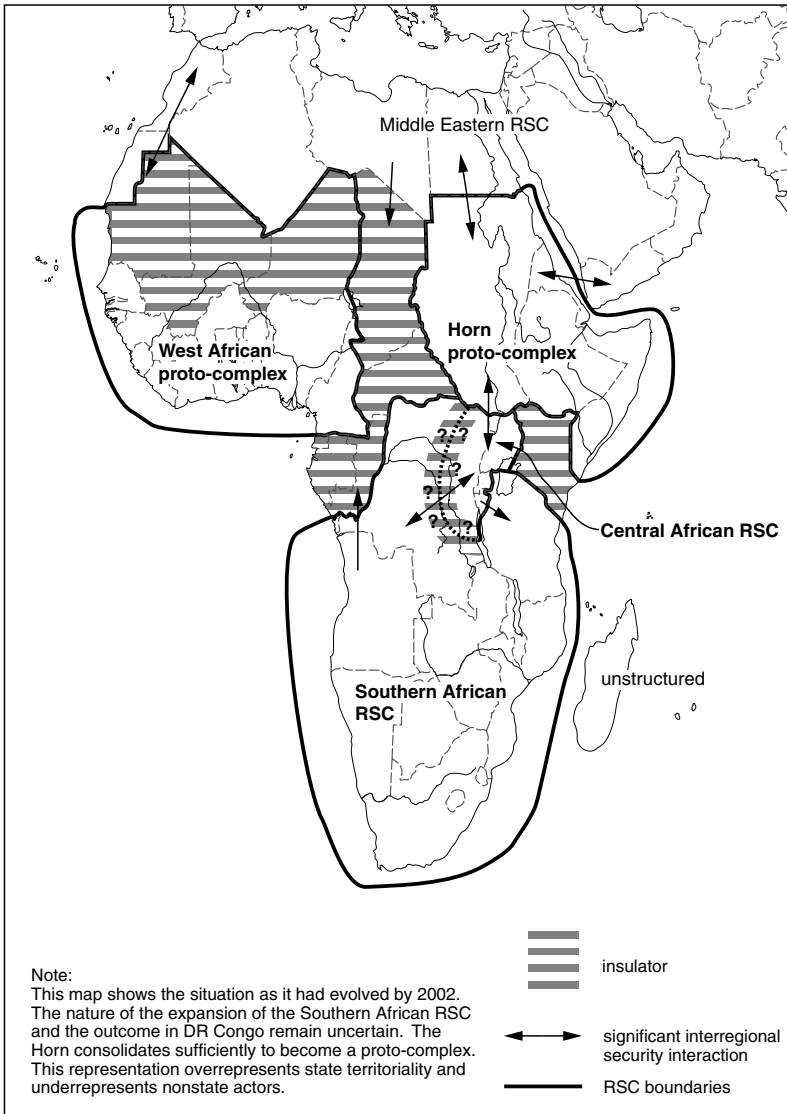 Middle Eastern RSC
West African
proto-complex
Horn
proto-complex
? ?
?
?
? ?
Central African RSC
unstructured
Southern African
RSC
insulator
Note:
This map shows the situation as it had evolved by 2002.
The nature of the expansion of the Southern African RSC
and the outcome in DR Congo remain uncertain. The
Horn consolidates sufficiently to become a proto-complex.
This representation overrepresents state territoriality and
underrepresents nonstate actors.
significant interregional
security interaction
RSC boundaries